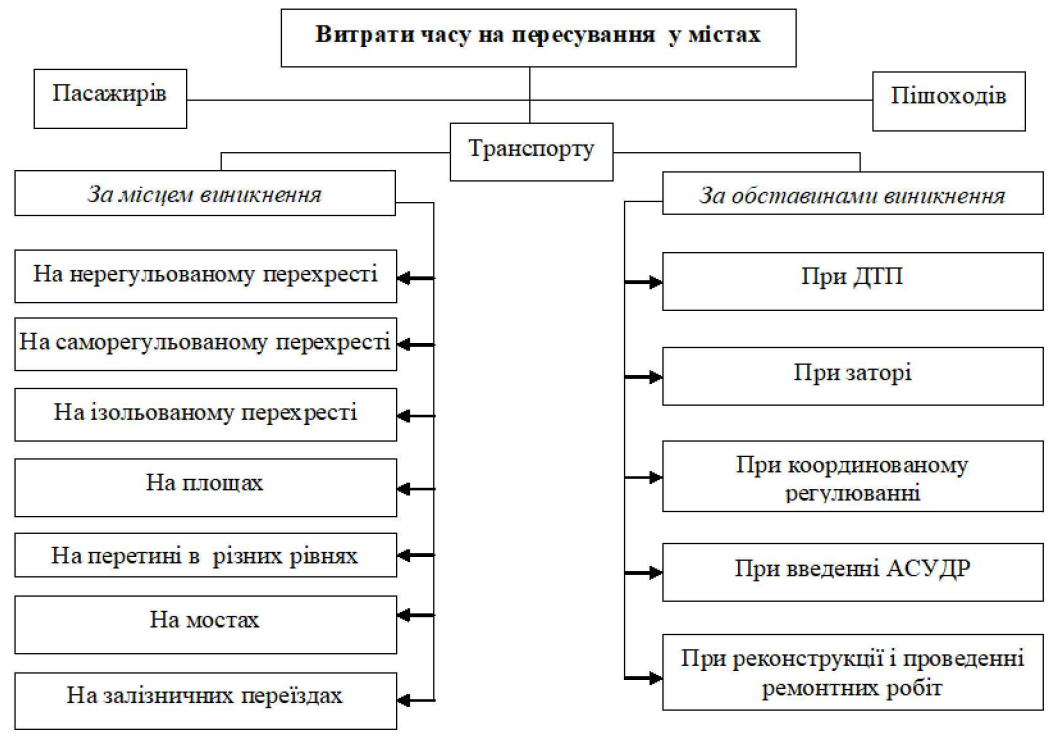 Витрати часу на пересування у містах
Пасажирів
Пішоходів
Транспорту
За місцем виникнення
На нерегульованому перехресті
На саморегульованому перехресті
На ізольованому перехресті
На площах
На перетині в різних рівнях
На мостах
На залізничних переїздах
За обставинами виникнення
При ДТП
При заторі
При координованому
регулюванні
При введенні АСУДР
При реконструкції і проведенні
ремонтних робіт